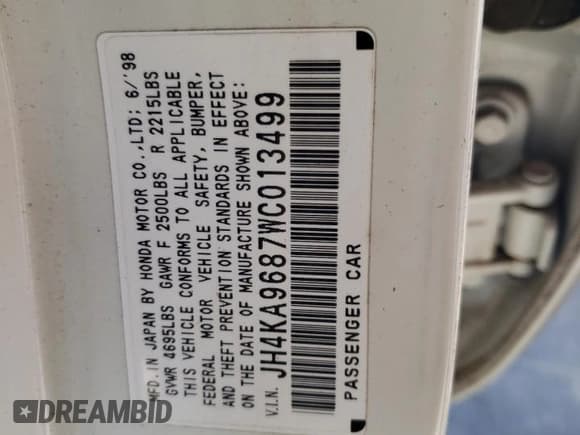 MFD. IN JAPAN BY HONDA MOTOR CO.,LTD; 6/'98
GVWR 4695LBS GAWR F 2500LBS R 2215LBS
THIS VEHICLE CONFORMS TO ALL APPLICABLE
FEDERAL MOTOR VEHICLE SAFETY, BUMPER,
AND THEFT PREVENTION STANDARDS IN EFFECT
ON THE DATE OF MANUFACTURE SHOWN ABOVE:
V.I.N. JH4KA9687WC013499
PASSENGER CAR
DREAMBID